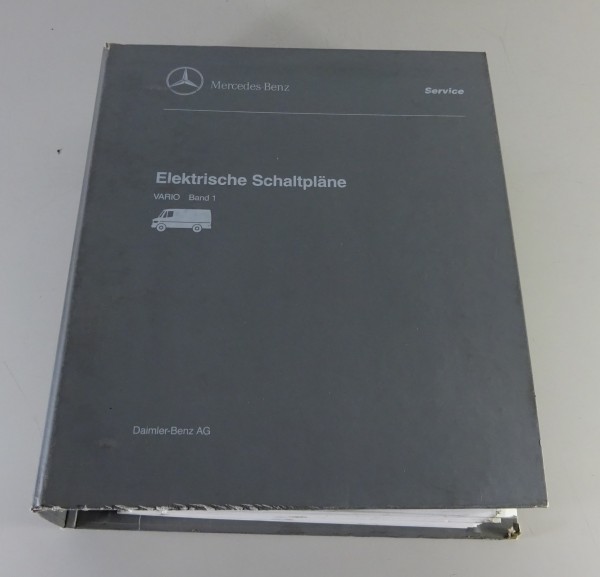 Mercedes-Benz
Service
Elektrische Schaltpläne
VARIO Band 1
Daimler-Benz AG